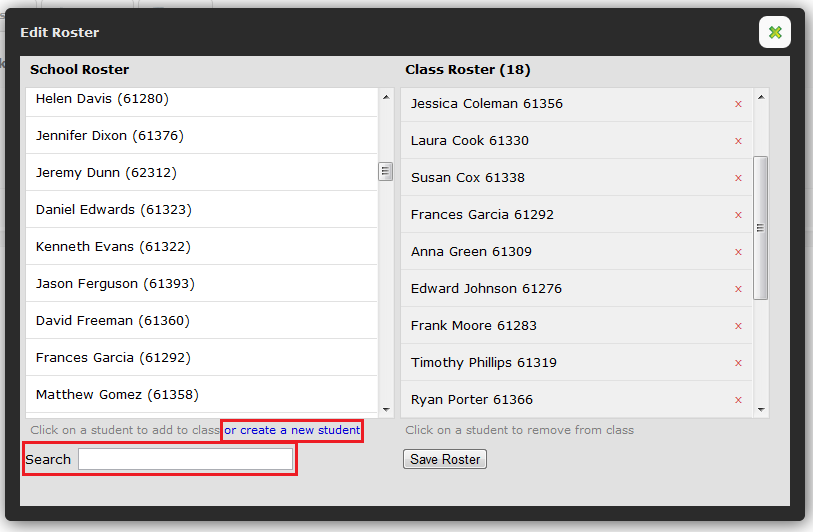 Edit Roster
School Roster
Helen Davis (61280)
Jennifer Dixon (61376)
Jeremy Dunn (62312)
Daniel Edwards (61323)
Kenneth Evans (61322)
Jason Ferguson (61393)
David Freeman (61360)
Frances Garcia (61292)
Matthew Gomez (61358)
Click on a student to add to class or create a new student
Search
Class Roster (18)
Jessica Coleman 61356 x
Laura Cook 61330 x
Susan Cox 61338 x
Frances Garcia 61292 x
Anna Green 61309 x
Edward Johnson 61276 x
Frank Moore 61283 x
Timothy Phillips 61319 x
Ryan Porter 61366 x
Click on a student to remove from class
Save Roster